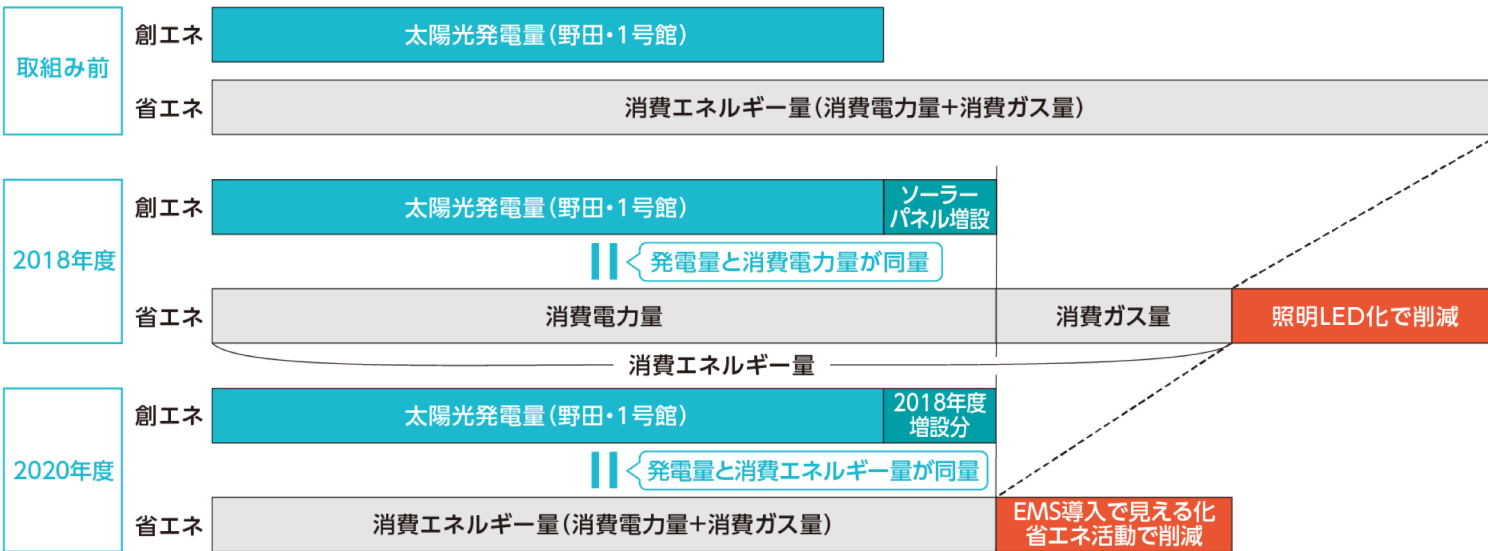 取組み前
創エネ
太陽光発電量(野田・1号館)
省エネ
消費エネルギー量(消費電力量+消費ガス量)
2018年度
創エネ
太陽光発電量(野田・1号館)
ソーラー
パネル増設
発電量と消費電力量が同量
省エネ
消費電力量
消費ガス量
照明LED化で削減
消費エネルギー量
2020年度
創エネ
太陽光発電量(野田・1号館)
2018年度
増設分
発電量と消費エネルギー量が同量
省エネ
消費エネルギー量(消費電力量+消費ガス量)
EMS導入で見える化
省エネ活動で削減